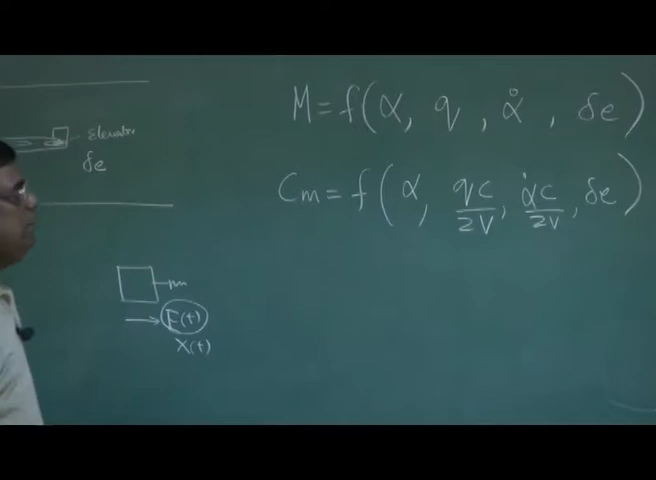 M = f(α, q, α̇, δe)
Elevator
δe
Cm = f(α, qc/2V, α̇c/2V, δe)
m
F(t)
X(t)